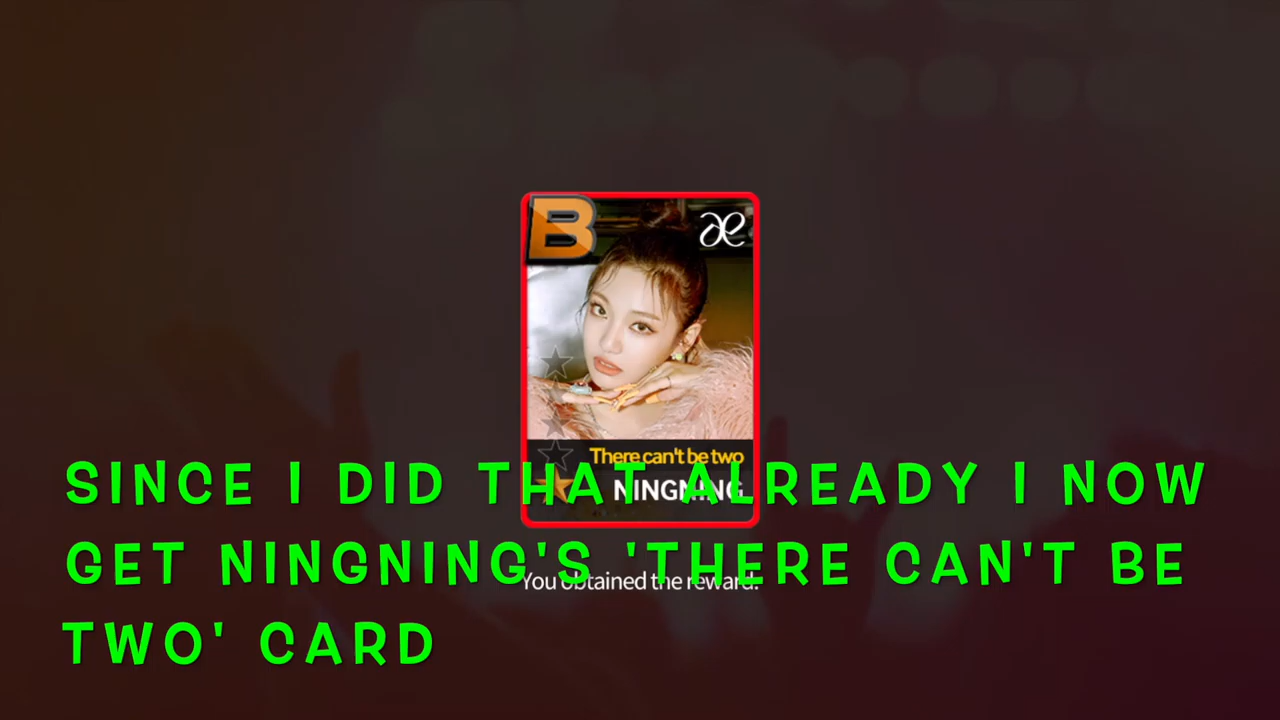 B
æ
There can't be two
NINGNING
SINCE I DID THAT ALREADY I NOW
GET NINGNING'S 'THERE CAN'T BE
TWO' CARD
You obtained the reward.